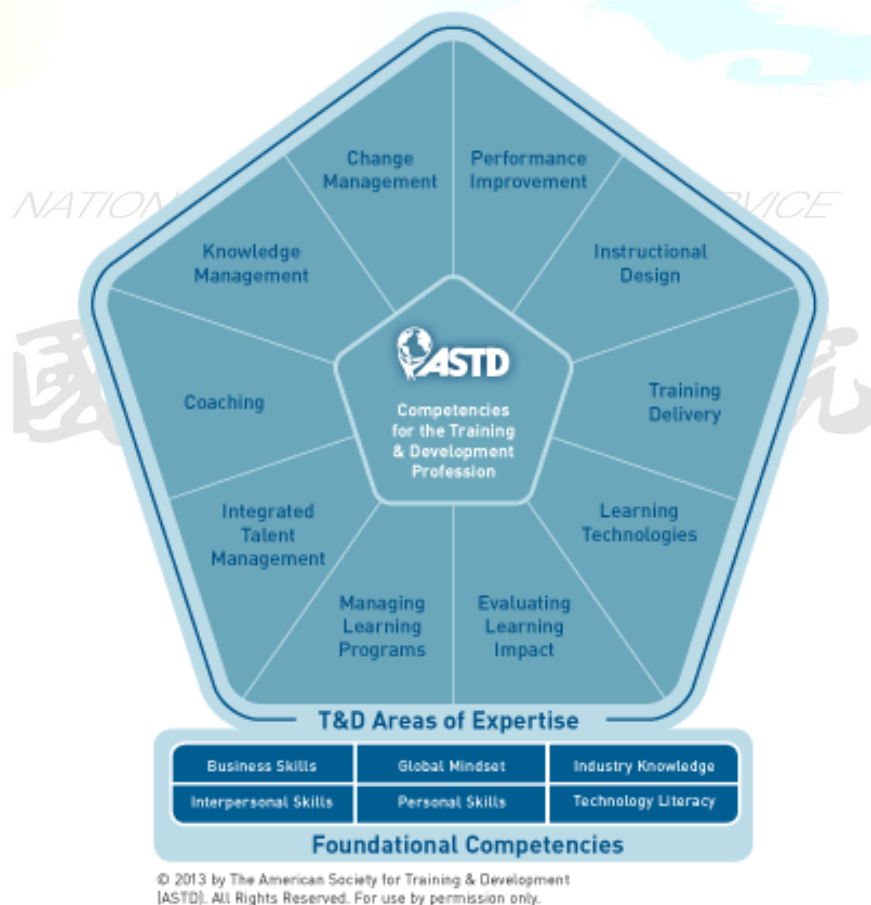 Change
Management
Performance
Improvement
NATION
VICE
Knowledge
Management
Instructional
Design
ASTD
Competencies
for the Training
& Development
Profession
國
院
Coaching
Training
Delivery
Integrated
Talent
Management
Learning
Technologies
Managing
Learning
Programs
Evaluating
Learning
Impact
T&D Areas of Expertise
Business Skills
Global Mindset
Industry Knowledge
Interpersonal Skills
Personal Skills
Technology Literacy
Foundational Competencies
© 2013 by The American Society for Training & Development
(ASTD). All Rights Reserved. For use by permission only.